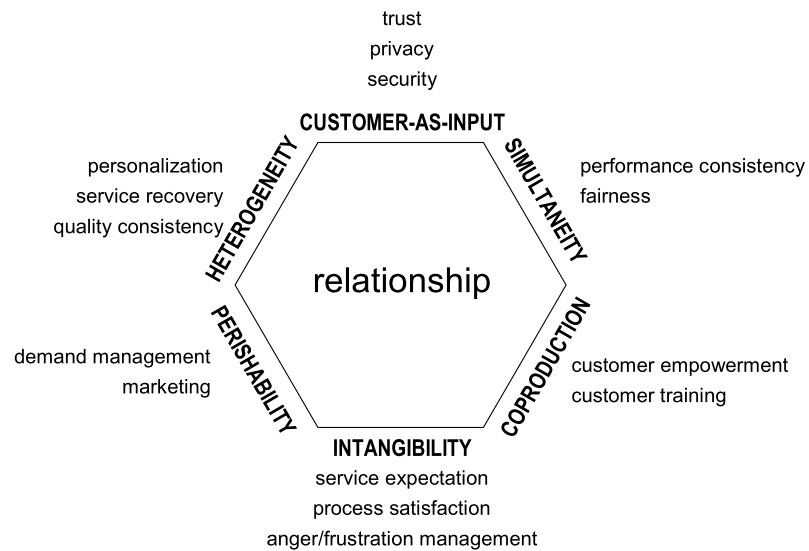 trust
privacy
security
CUSTOMER-AS-INPUT
HETEROGENEITY
personalization
service recovery
quality consistency
SIMULTANEITY
performance consistency
fairness
relationship
PERISHABILITY
demand management
marketing
COPRODUCTION
customer empowerment
customer training
INTANGIBILITY
service expectation
process satisfaction
anger/frustration management